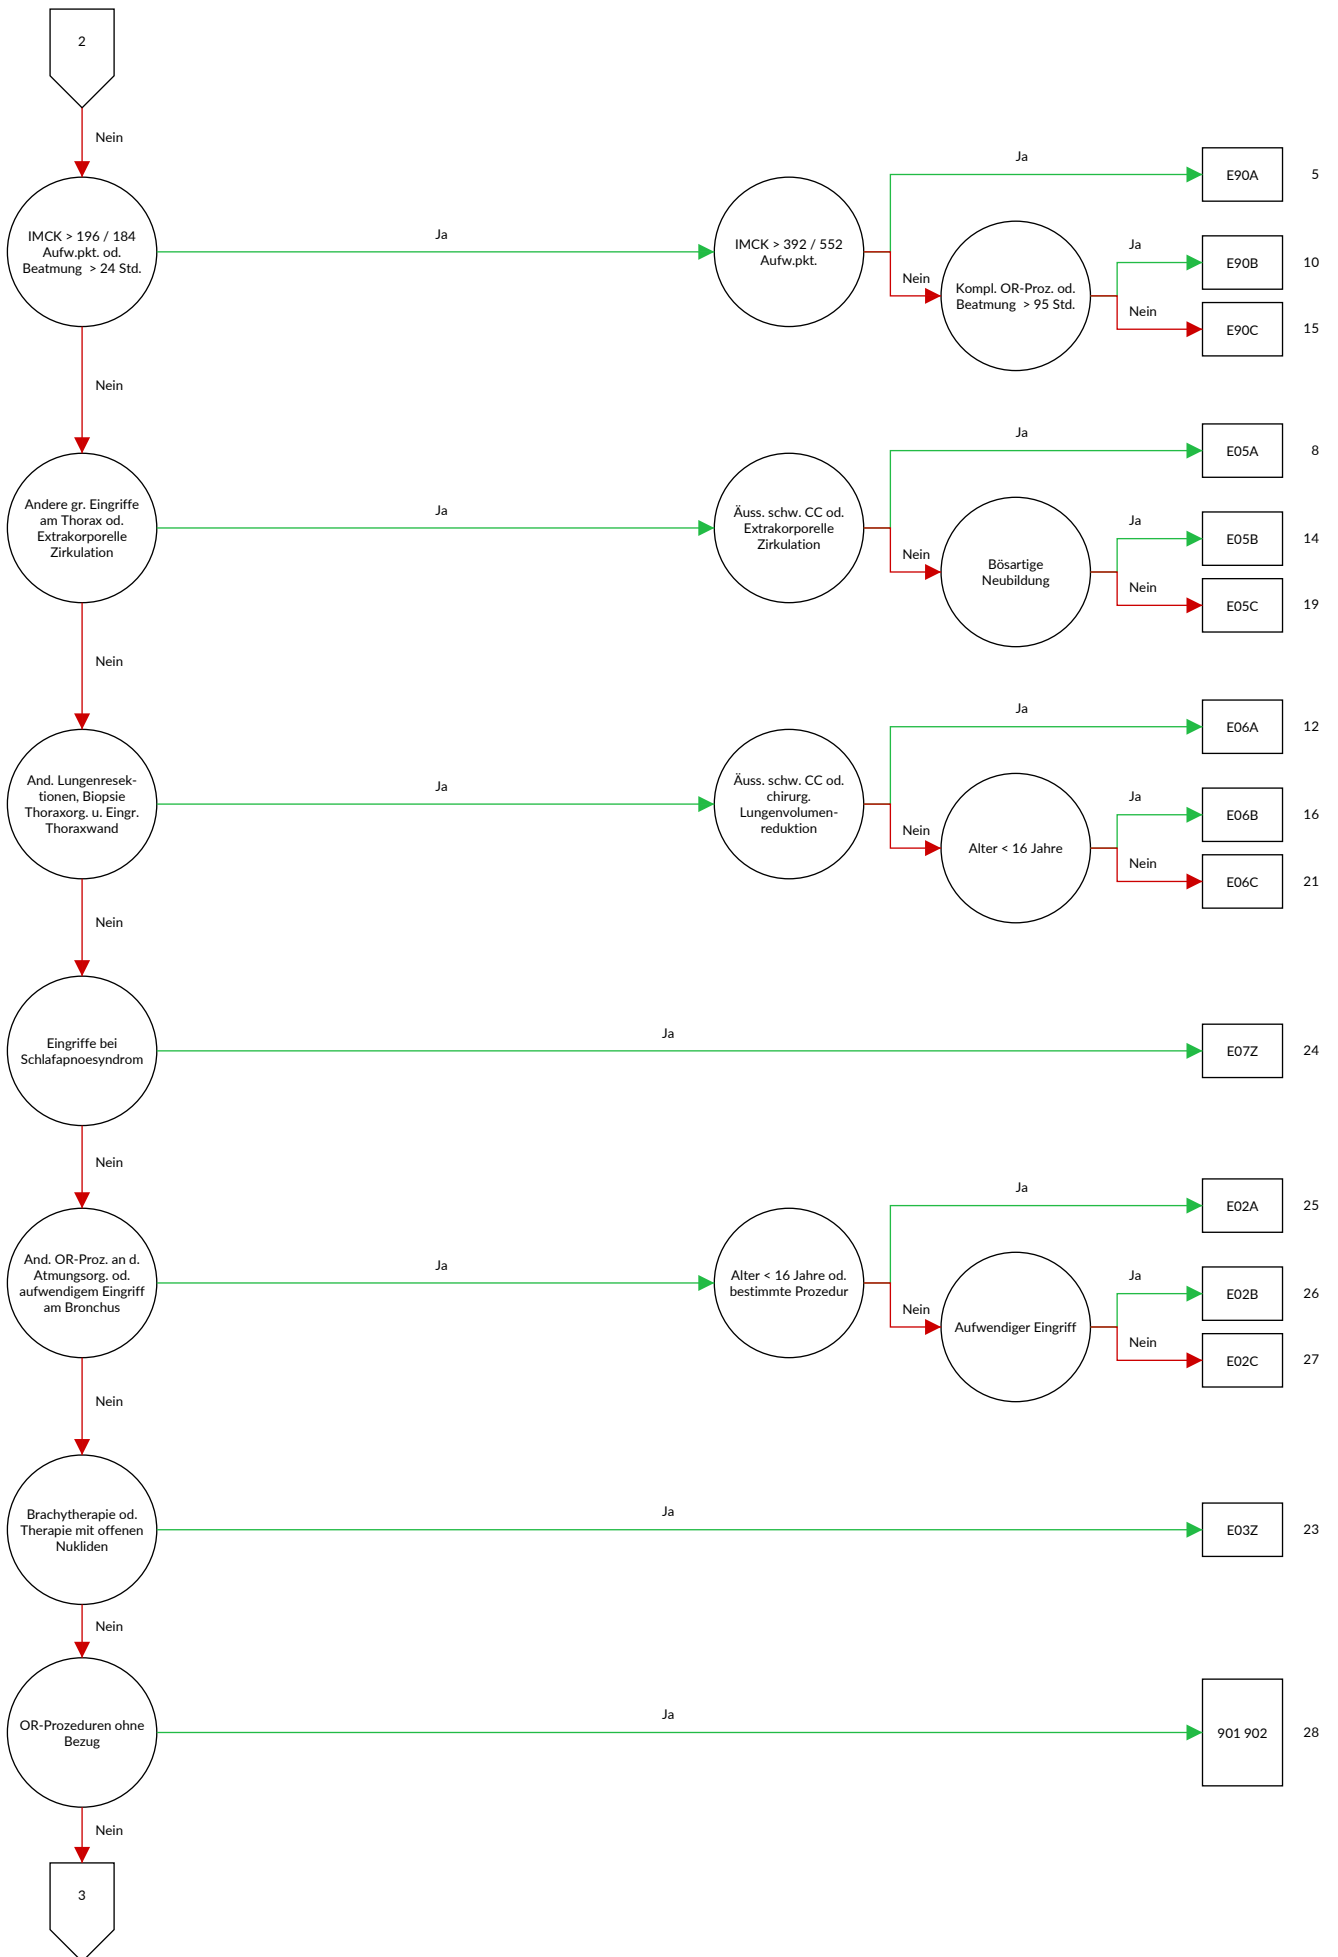 2
Nein
IMCK > 196 / 184
Aufw.pkt. od.
Beatmung > 24 Std.
Ja
IMCK > 392 / 552
Aufw.pkt.
Ja
E90A
5
Nein
Kompl. OR-Proz. od.
Beatmung > 95 Std.
Ja
E90B
10
Nein
E90C
15
Nein
Andere gr. Eingriffe
am Thorax od.
Extrakorporelle
Zirkulation
Ja
Äuss. schw. CC od.
Extrakorporelle
Zirkulation
Ja
E05A
8
Nein
Bösartige
Neubildung
Ja
E05B
14
Nein
E05C
19
Nein
And. Lungenresek-
tionen, Biopsie
Thoraxorg. u. Eingr.
Thoraxwand
Ja
Äuss. schw. CC od.
chirurg.
Lungenvolumen-
reduktion
Ja
E06A
12
Nein
Alter < 16 Jahre
Ja
E06B
16
Nein
E06C
21
Nein
Eingriffe bei
Schlafapnoesyndrom
Ja
E07Z
24
Nein
And. OR-Proz. an d.
Atmungsorg. od.
aufwendigem Eingriff
am Bronchus
Ja
Alter < 16 Jahre od.
bestimmte Prozedur
Ja
E02A
25
Nein
Aufwendiger Eingriff
Ja
E02B
26
Nein
E02C
27
Nein
Brachytherapie od.
Therapie mit offenen
Nukliden
Ja
E03Z
23
Nein
OR-Prozeduren ohne
Bezug
Ja
901 902
28
Nein
3